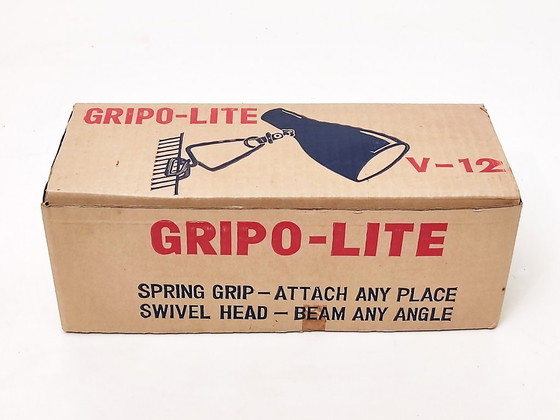 GRIPO-LITE
V-12
GRIPO-LITE
SPRING GRIP – ATTACH ANY PLACE
SWIVEL HEAD – BEAM ANY ANGLE